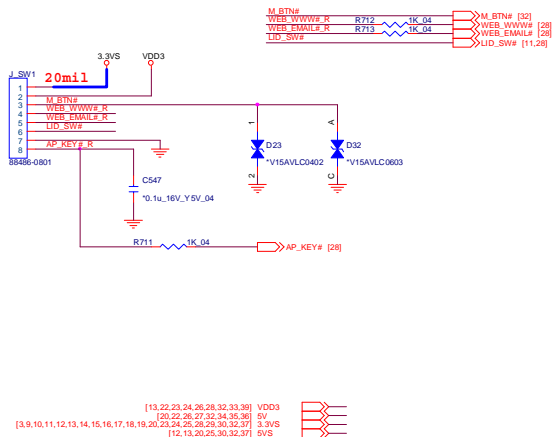 M_BTN#
WEB_WWW#_R R712 1K_04
WEB_EMAIL#_R R713 1K_04
LID_SW#
M_BTN# [32]
WEB_WWW# [28]
WEB_EMAIL# [28]
LID_SW# [11,28]
3.3VS VDD3
J_SW1
20mil
1
2
3 M_BTN#
4 WEB_WWW#_R
5 WEB_EMAIL#_R
6 LID_SW#
7
8 AP_KEY#_R
88486-0801
1 A
D23 D32
*V15AVLC0402 *V15AVLC0603
2 C
C547
*0.1u_16V_Y5V_04
R711 1K_04 AP_KEY# [28]
[13,22,23,24,26,28,32,33,39] VDD3
[20,22,26,27,32,34,35,36] 5V
[3,9,10,11,12,13,14,15,16,17,18,19,20,23,24,25,28,29,30,32,37] 3.3VS
[12,13,20,25,30,32,37] 5VS